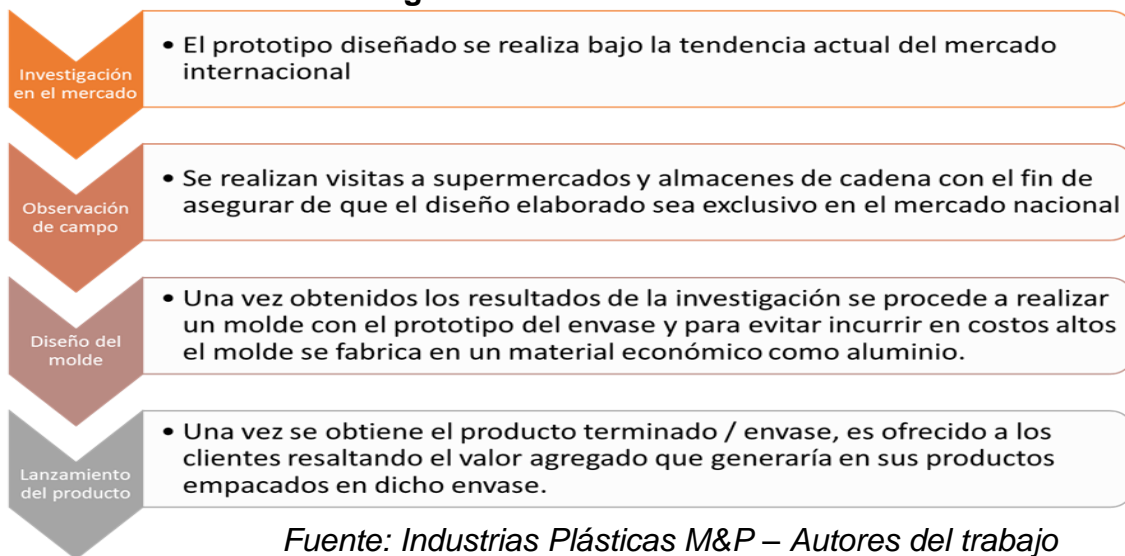 Investigación
en el mercado
• El prototipo diseñado se realiza bajo la tendencia actual del mercado
internacional
Observación
de campo
• Se realizan visitas a supermercados y almacenes de cadena con el fin de
asegurar de que el diseño elaborado sea exclusivo en el mercado nacional
Diseño del
molde
• Una vez obtenidos los resultados de la investigación se procede a realizar
un molde con el prototipo del envase y para evitar incurrir en costos altos
el molde se fabrica en un material económico como aluminio.
Lanzamiento
del producto
• Una vez se obtiene el producto terminado / envase, es ofrecido a los
clientes resaltando el valor agregado que generaría en sus productos
empacados en dicho envase.
Fuente: Industrias Plásticas M&P – Autores del trabajo